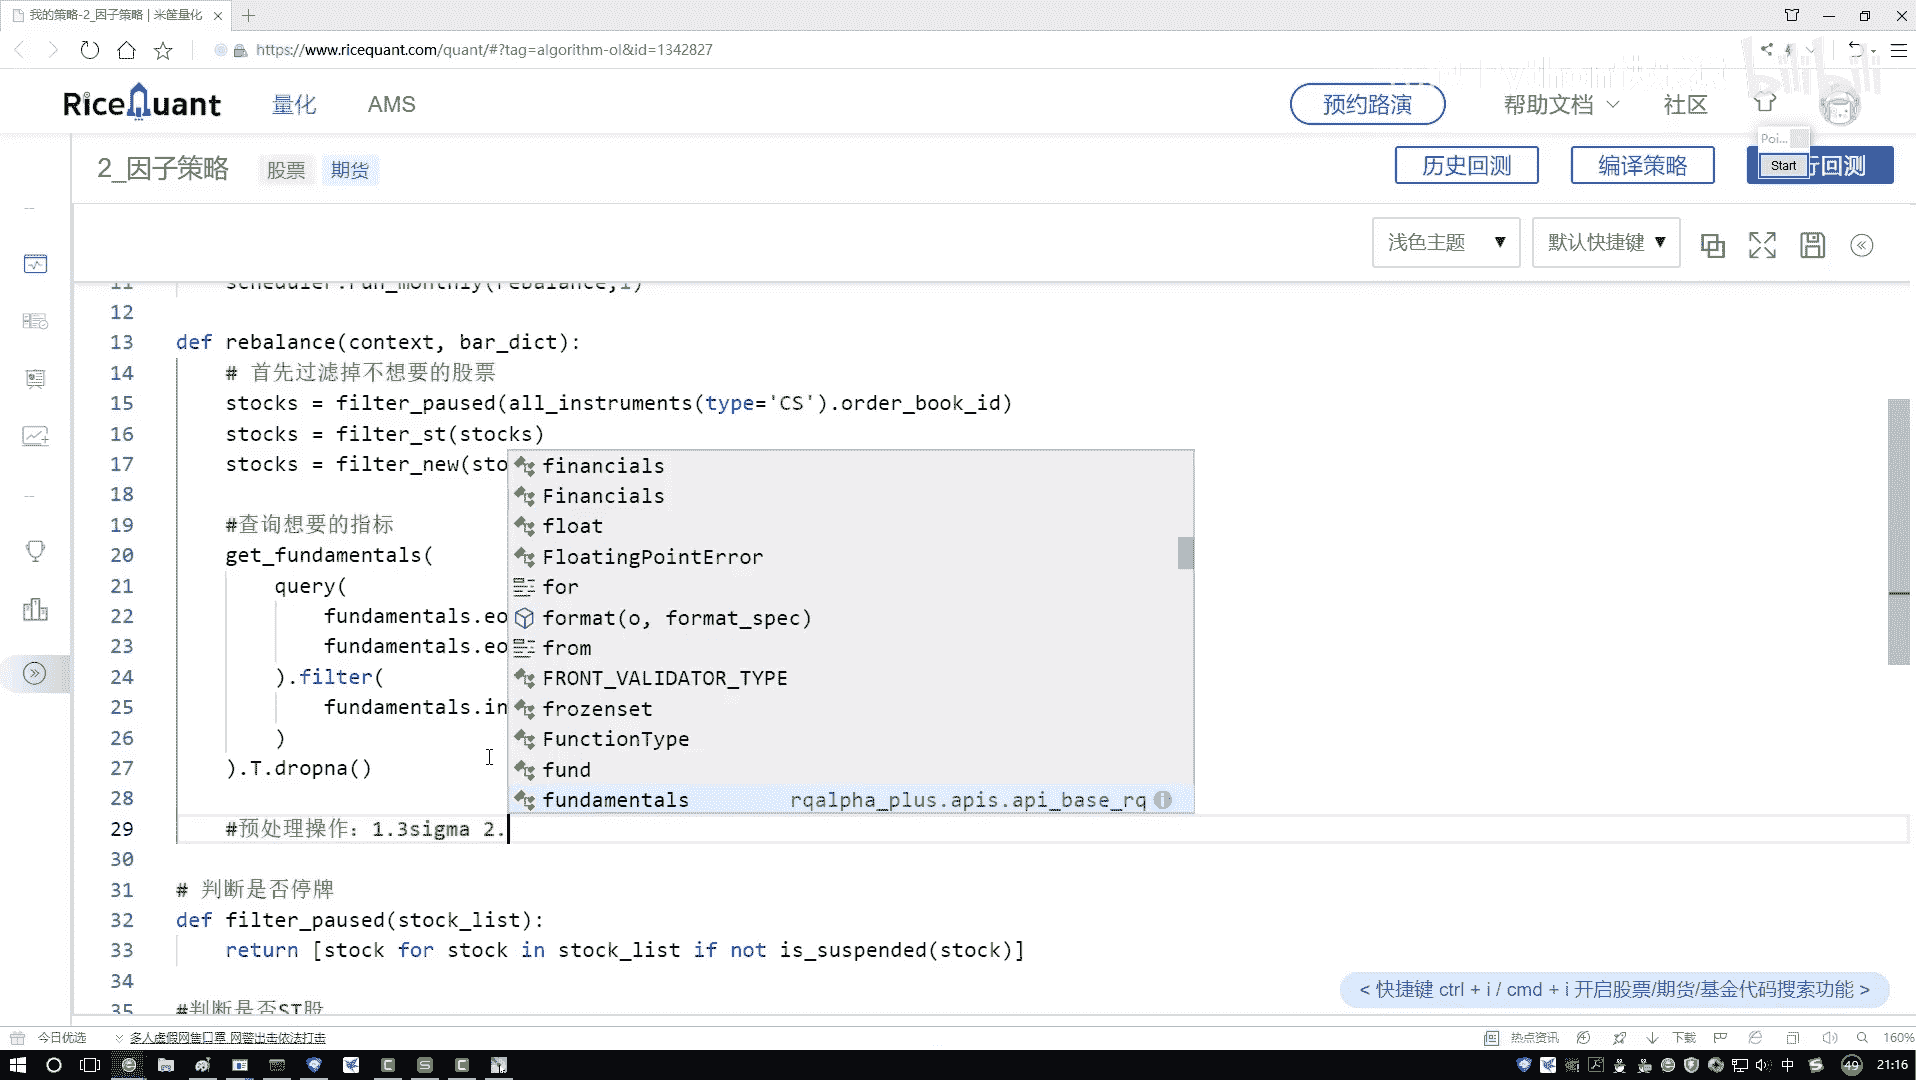 我的策略-2_因子策略 | 米筐量化
https://www.ricequant.com/quant/#?tag=algorithm-ol&id=1342827
bilibili
RiceQuant 量化 AMS 预约路演 帮助文档 社区
Poi...
Start
2_因子策略 股票 期货 历史回测 编译策略 行回测
浅色主题 ▼ 默认快捷键 ▼
11 scheduler.run_monthly(rebalance,1)
12
13 def rebalance(context, bar_dict):
14 # 首先过滤掉不想要的股票
15 stocks = filter_paused(all_instruments(type='CS').order_book_id)
16 stocks = filter_st(stocks)
17 stocks = filter_new(sto
18
19 #查询想要的指标
20 get_fundamentals(
21 query(
22 fundamentals.eo
23 fundamentals.eo
24 ).filter(
25 fundamentals.in
26 )
27 ).T.dropna()
28
29 #预处理操作：1.3sigma 2.
30
31 # 判断是否停牌
32 def filter_paused(stock_list):
33 return [stock for stock in stock_list if not is_suspended(stock)]
34
35 #判断是否ST股
financials
Financials
float
FloatingPointError
for
format(o, format_spec)
from
FRONT_VALIDATOR_TYPE
frozenset
FunctionType
fund
fundamentals rqalpha_plus.apis.api_base_rq
< 快捷键 ctrl + i / cmd + i 开启股票/期货/基金代码搜索功能 >
今日优选 多人虚假网售口罩 网警出击依法打击 热点资讯 下载 160%
中 49 21:16